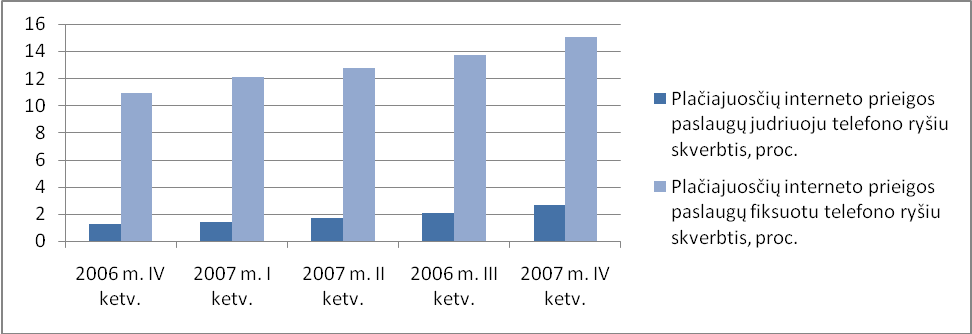 16
14
12
10
8
6
4
2
0
2006 m. IV ketv.
2007 m. I ketv.
2007 m. II ketv.
2006 m. III ketv.
2007 m. IV ketv.
Plačiajuosčių interneto prieigos
paslaugų judriuoju telefono ryšiu
skverbtis, proc.
Plačiajuosčių interneto prieigos
paslaugų fiksuotu telefono ryšiu
skverbtis, proc.